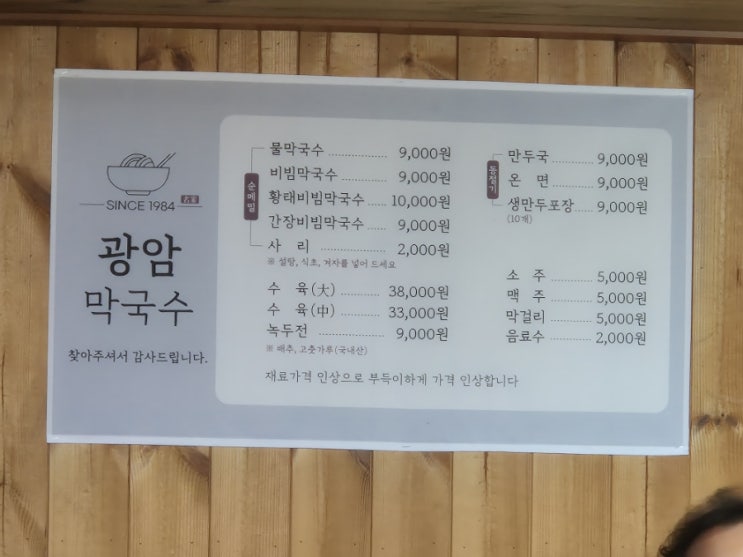 SINCE 1984
광암
막국수
찾아주셔서 감사드립니다.
순메밀
물막국수 9,000원
비빔막국수 9,000원
황태비빔막국수 10,000원
간장비빔막국수 9,000원
사 리 2,000원
※ 설탕, 식초, 겨자를 넣어 드세요
수 육(大) 38,000원
수 육(中) 33,000원
녹두전 9,000원
※ 배추, 고춧가루(국내산)
동절기
만두국 9,000원
온 면 9,000원
생만두포장 9,000원
(10개)
소 주 5,000원
맥 주 5,000원
막걸리 5,000원
음료수 2,000원
재료가격 인상으로 부득이하게 가격 인상합니다